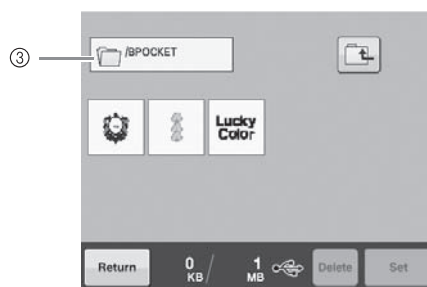 ③
/BPOCKET
Lucky
Color
Return
0
KB/
1
MB
Delete
Set